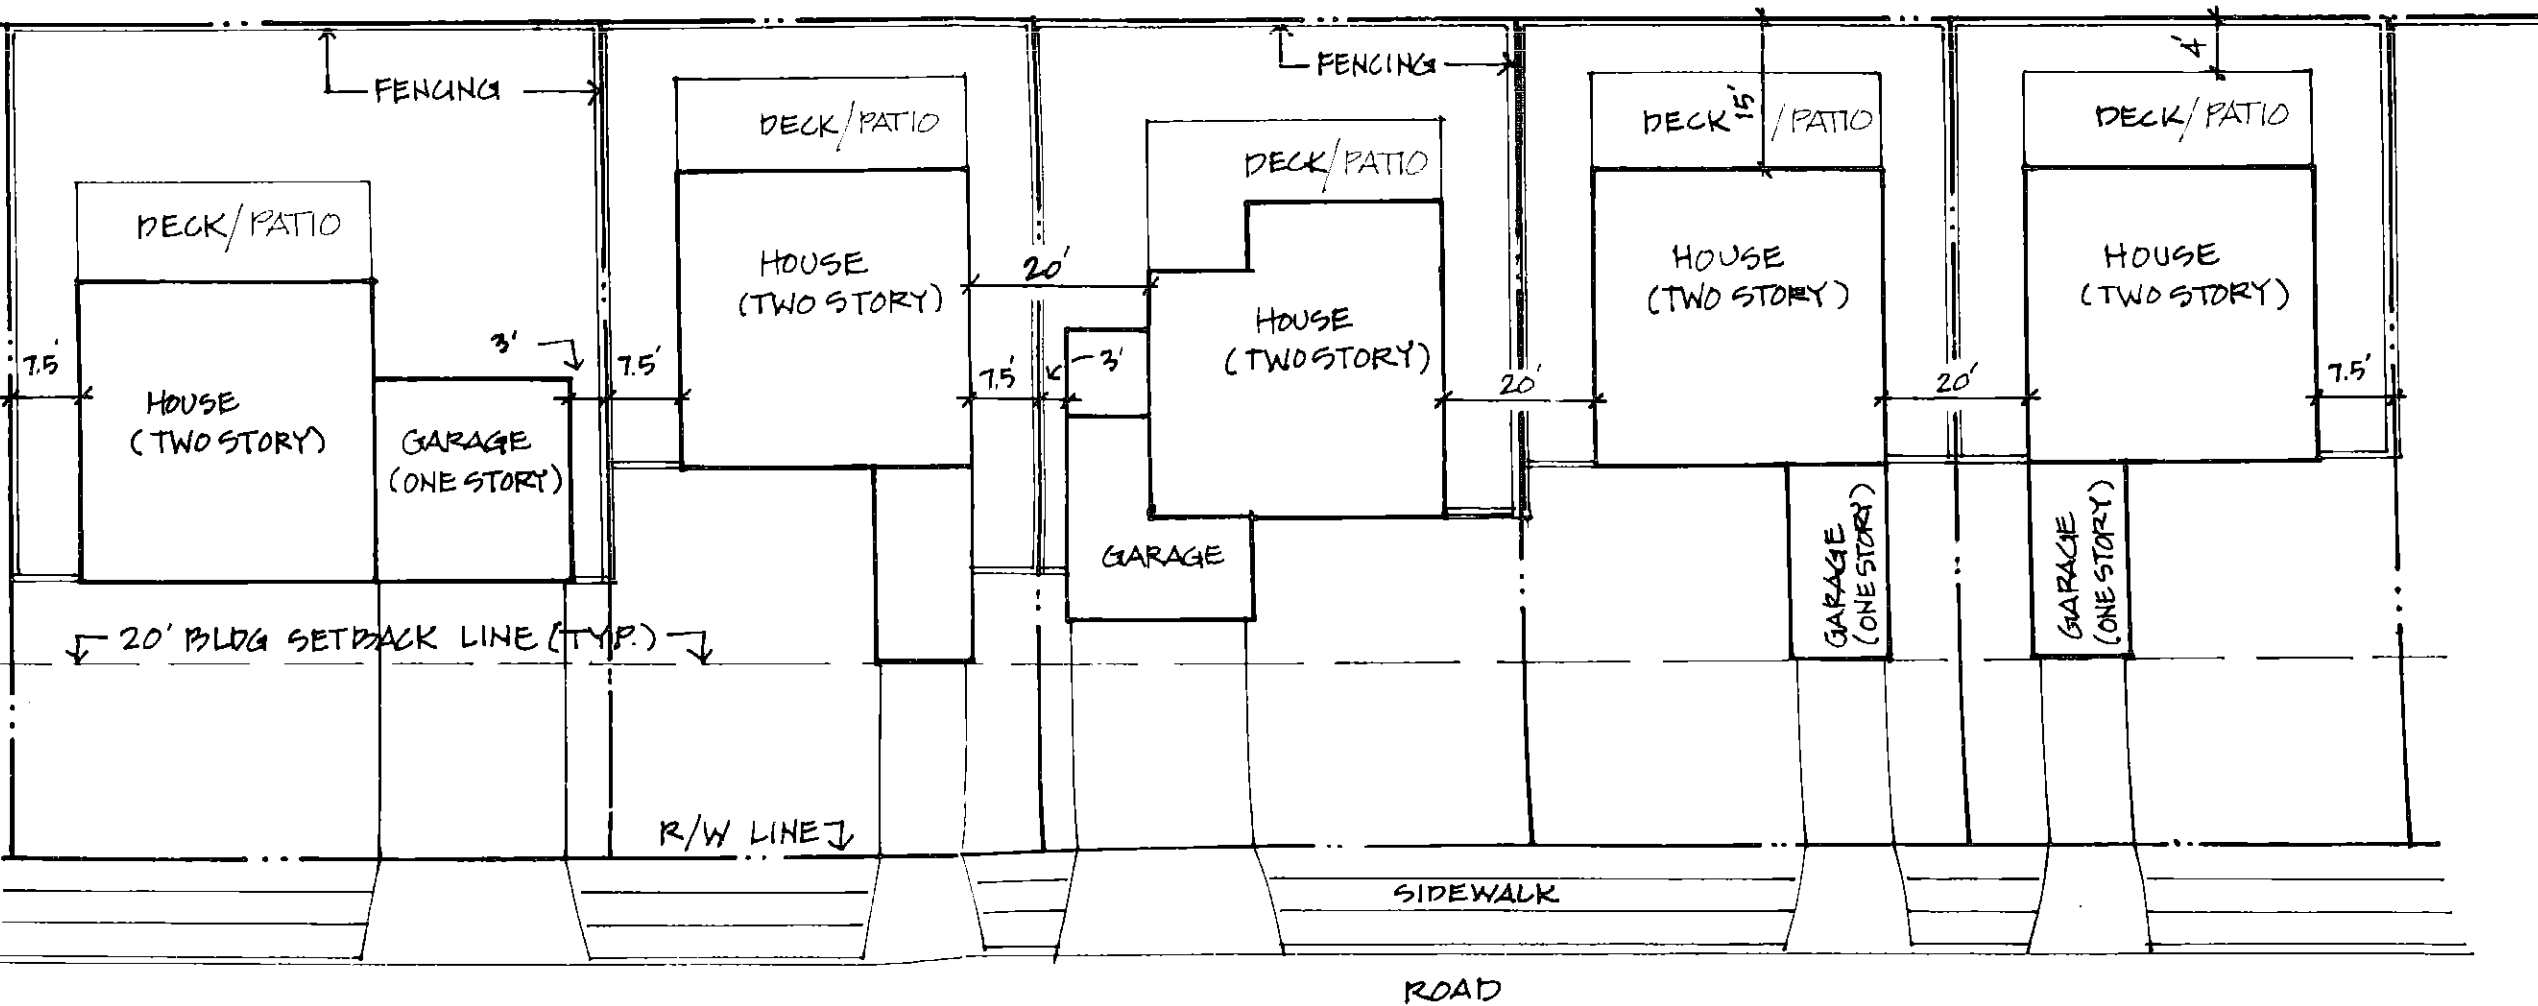 FENCING
FENCING
4'
15'
DECK/PATIO
DECK/PATIO
DECK/PATIO
DECK/PATIO
DECK/PATIO
HOUSE
(TWO STORY)
20'
HOUSE
(TWO STORY)
HOUSE
(TWO STORY)
HOUSE
(TWO STORY)
7.5'
3'
7.5'
7.5'
3'
20'
20'
7.5'
HOUSE
(TWO STORY)
GARAGE
(ONE STORY)
GARAGE
GARAGE
(ONE STORY)
GARAGE
(ONE STORY)
20' BLDG SETBACK LINE (TYP.)
R/W LINE
SIDEWALK
ROAD